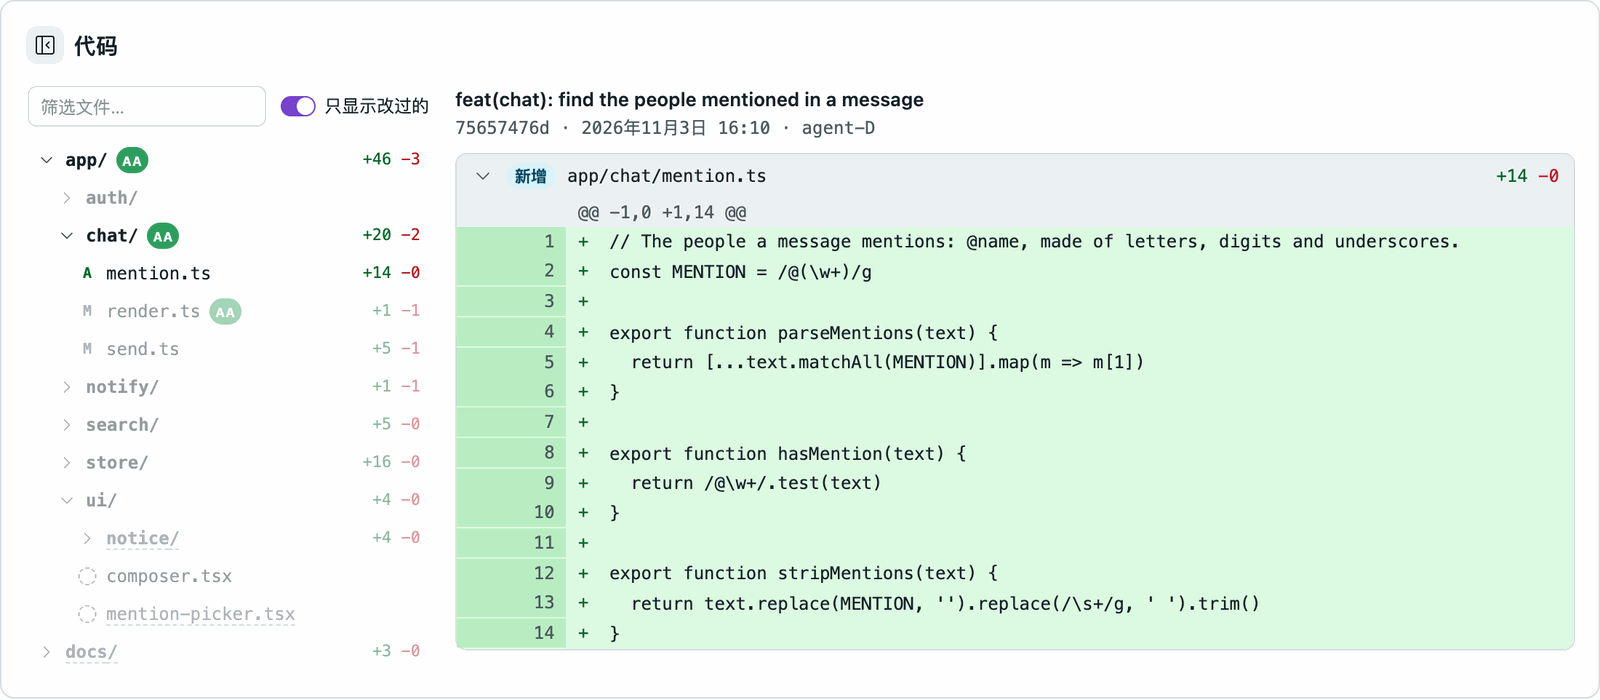 代码
筛选文件...
只显示改过的
app/ AA +46 −3
auth/
chat/ AA +20 −2
A mention.ts +14 −0
M render.ts AA +1 −1
M send.ts +5 −1
notify/ +1 −1
search/ +5 −0
store/ +16 −0
ui/ +4 −0
notice/ +4 −0
composer.tsx
mention-picker.tsx
docs/ +3 −0
feat(chat): find the people mentioned in a message
75657476d · 2026年11月3日 16:10 · agent-D
新增 app/chat/mention.ts +14 −0
@@ −1,0 +1,14 @@
1 + // The people a message mentions: @name, made of letters, digits and underscores.
2 + const MENTION = /@(\w+)/g
3 +
4 + export function parseMentions(text) {
5 + return [...text.matchAll(MENTION)].map(m => m[1])
6 + }
7 +
8 + export function hasMention(text) {
9 + return /@\w+/.test(text)
10 + }
11 +
12 + export function stripMentions(text) {
13 + return text.replace(MENTION, '').replace(/\s+/g, ' ').trim()
14 + }